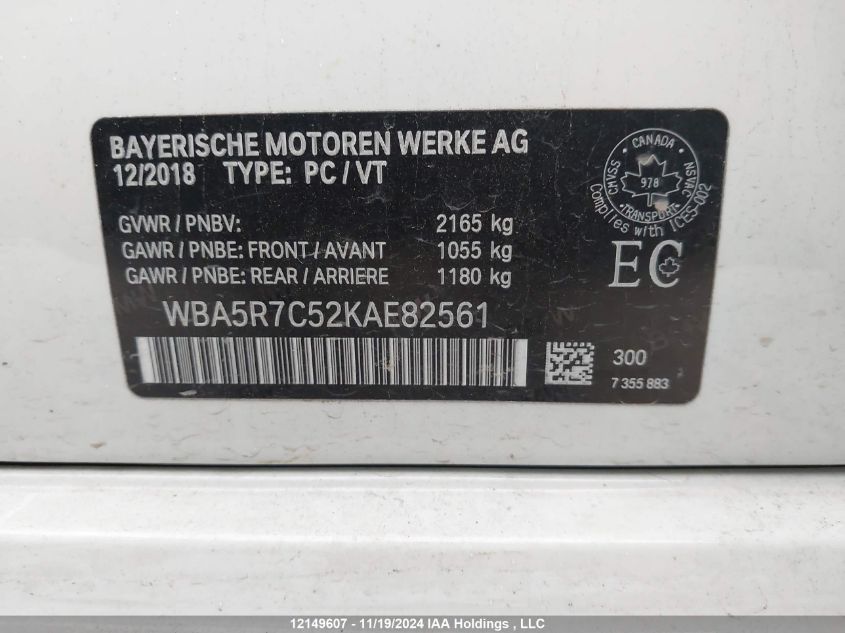 BAYERISCHE MOTOREN WERKE AG
12/2018 TYPE: PC / VT
GVWR / PNBV: 2165 kg
GAWR / PNBE: FRONT / AVANT 1055 kg
GAWR / PNBE: REAR / ARRIERE 1180 kg
WBA5R7C52KAE82561
CANADA
CMVSS
NSVAC
978
TRANSPORT
Complies with ICES-002
EC
300
7 355 883
12149607 - 11/19/2024 IAA Holdings , LLC